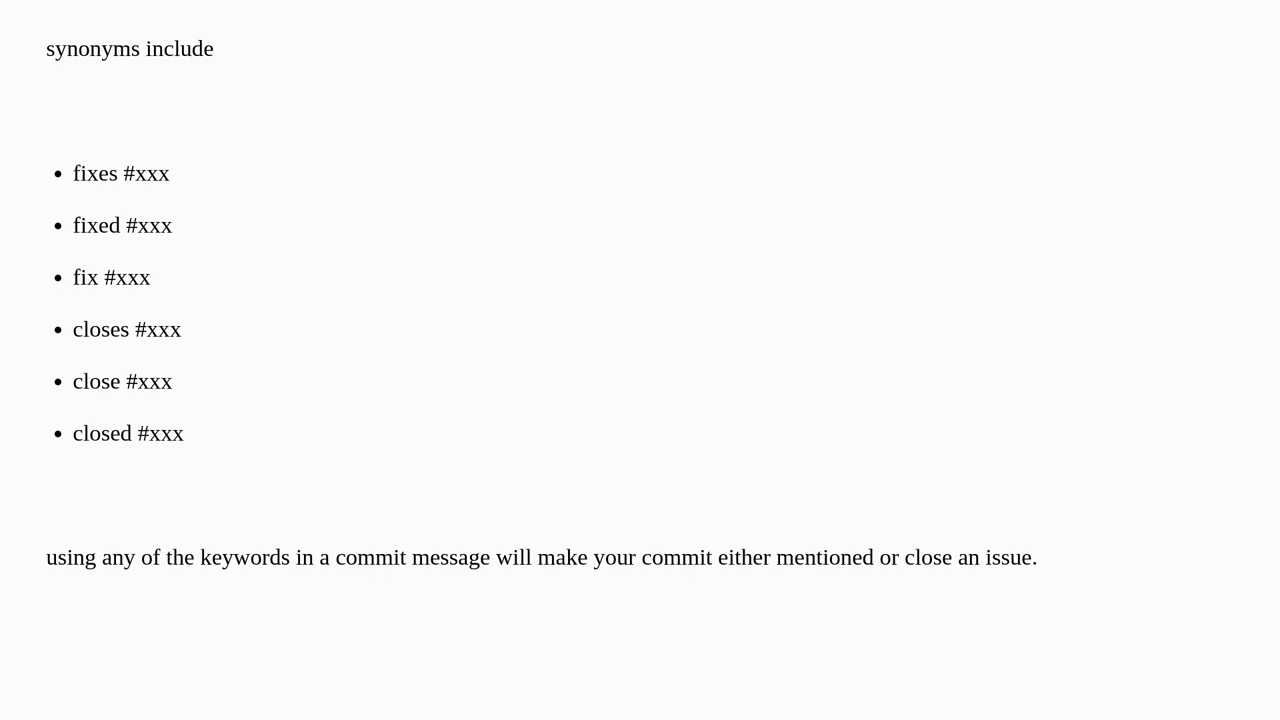 synonyms include
• fixes #xxx
• fixed #xxx
• fix #xxx
• closes #xxx
• close #xxx
• closed #xxx
using any of the keywords in a commit message will make your commit either mentioned or close an issue.